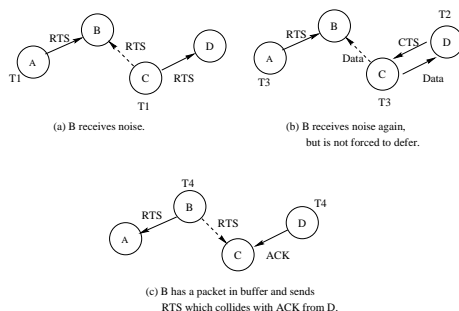 B
RTS
A
T1
RTS
D
RTS
C
T1
(a) B receives noise.
T2
B
RTS
A
T3
CTS
D
Data
C
Data
T3
(b) B receives noise again,
but is not forced to defer.
T4
B
RTS
A
RTS
T4
D
C
ACK
(c) B has a packet in buffer and sends
RTS which collides with ACK from D.